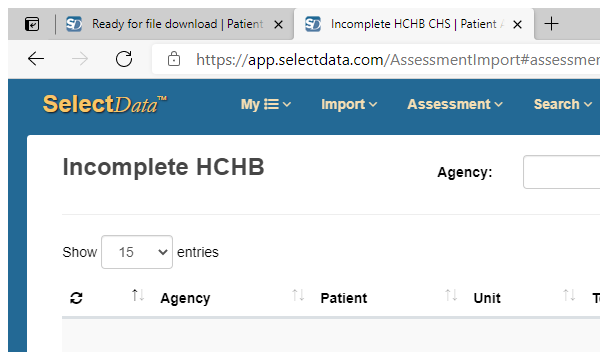 Ready for file download | Patient
Incomplete HCHB CHS | Patient
https://app.selectdata.com/AssessmentImport#assessmen
SelectData™
My
Import
Assessment
Search
Incomplete HCHB
Agency:
Show 15 entries
Agency
Patient
Unit